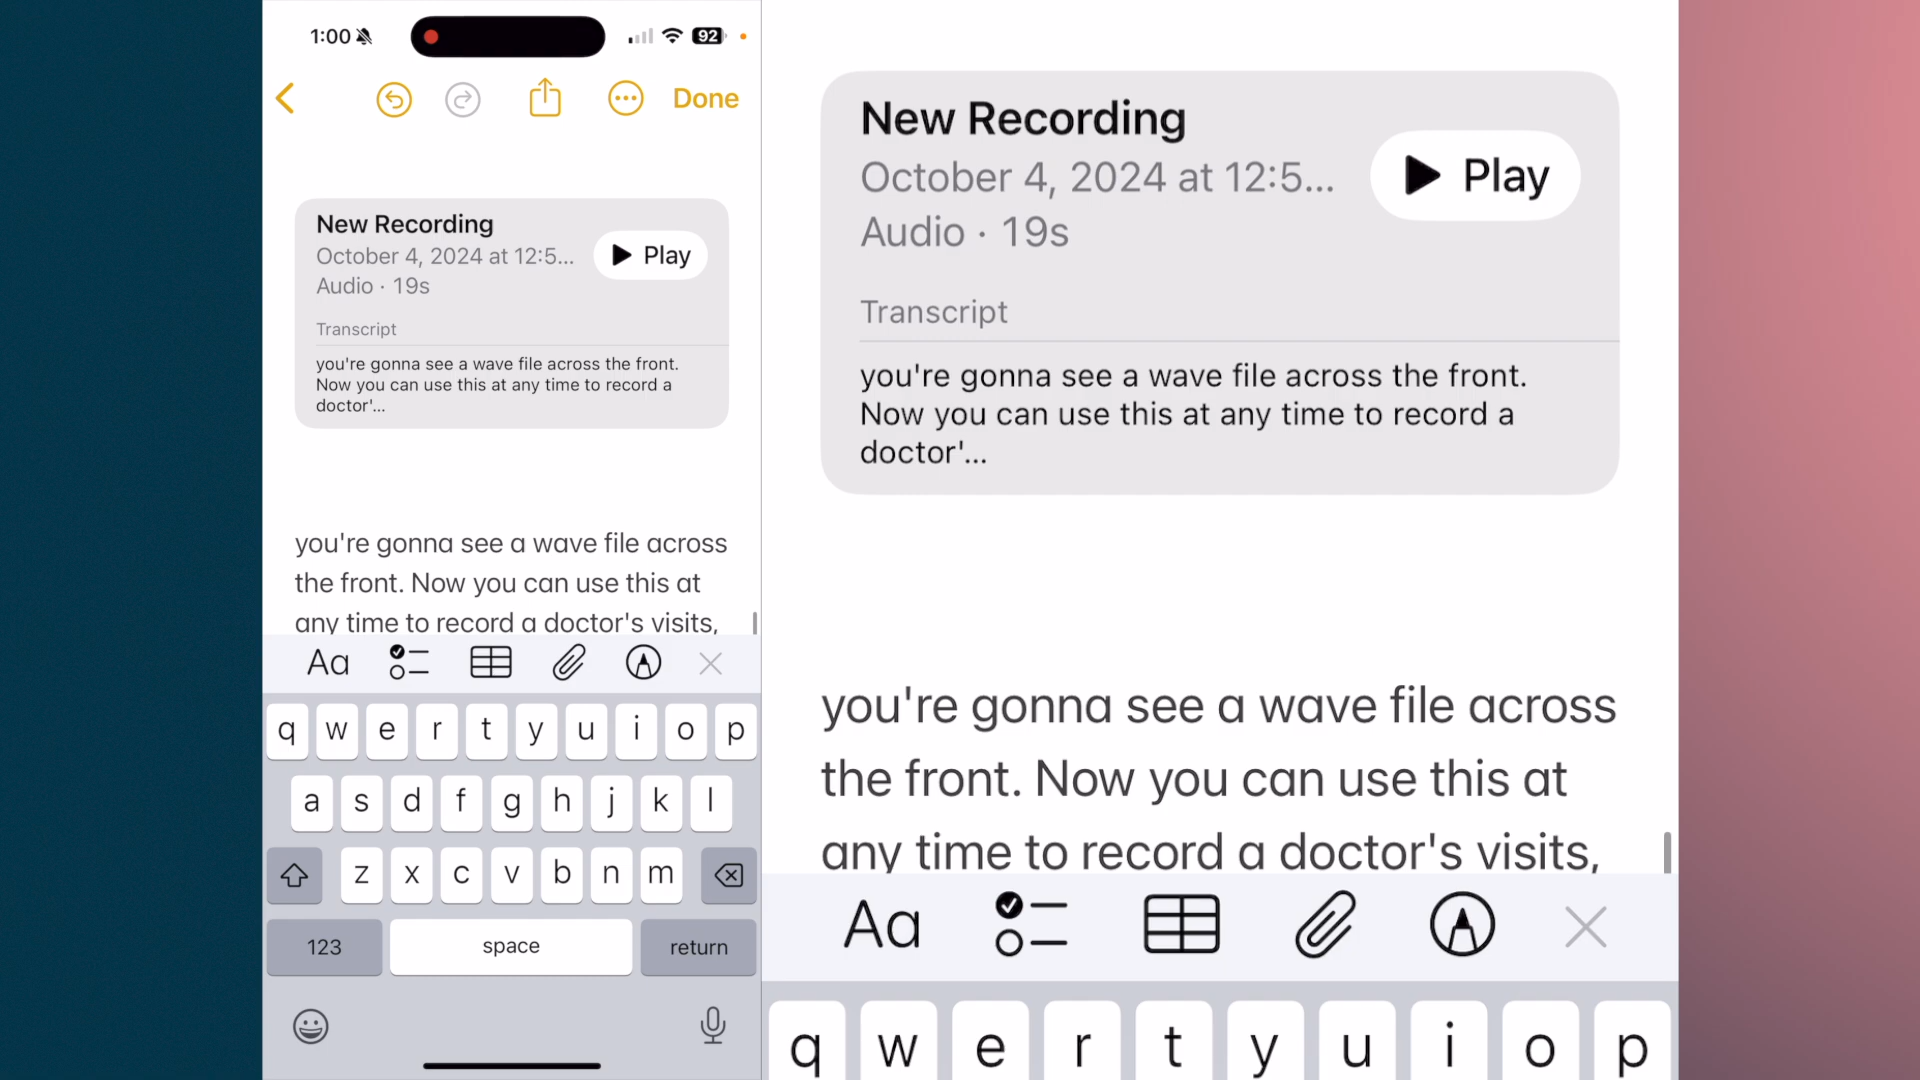 1:00
92
Done
New Recording
October 4, 2024 at 12:5...
Audio · 19s
Play
Transcript
you're gonna see a wave file across the front.
Now you can use this at any time to record a
doctor'...
you're gonna see a wave file across
the front. Now you can use this at
any time to record a doctor's visits,
Aa
q w e r t y u i o p
a s d f g h j k l
z x c v b n m
123
space
return
New Recording
October 4, 2024 at 12:5...
Audio · 19s
Play
Transcript
you're gonna see a wave file across the front.
Now you can use this at any time to record a
doctor'...
you're gonna see a wave file across
the front. Now you can use this at
any time to record a doctor's visits,
Aa
q w e r t y u i o p